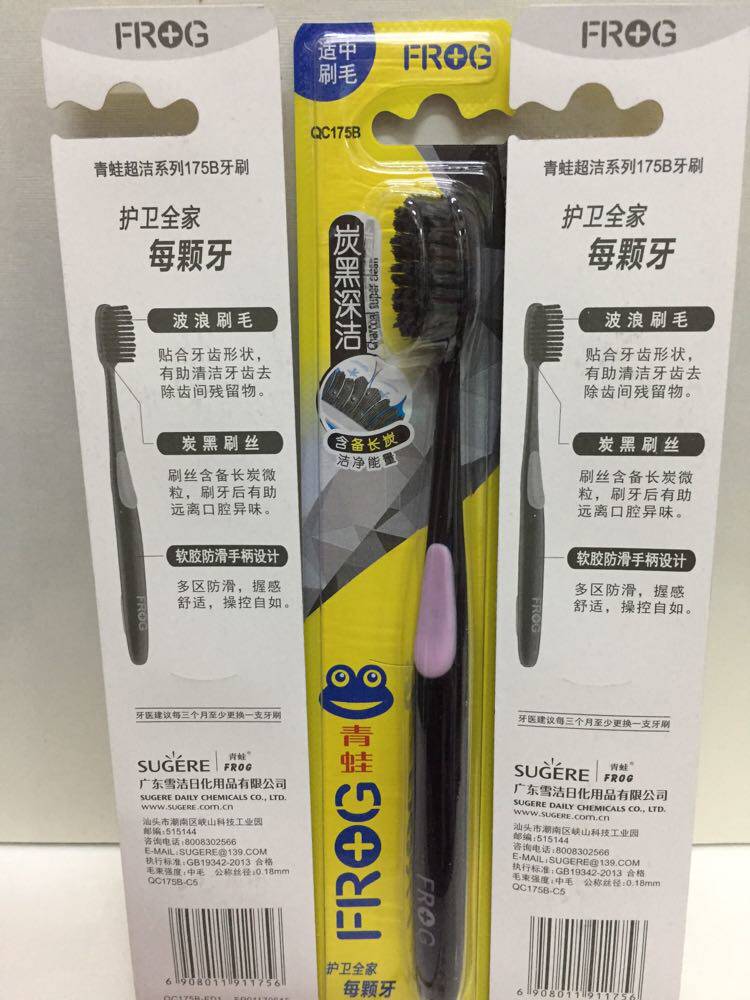 FROG
青蛙超洁系列175B牙刷
护卫全家
每颗牙
波浪刷毛
贴合牙齿形状，
有助清洁牙齿去
除齿间残留物。
炭黑刷丝
刷丝含备长炭微
粒，刷牙后有助
远离口腔异味。
软胶防滑手柄设计
多区防滑，握感
舒适，操控自如。
FROG
牙医建议每三个月至少更换一支牙刷
SUGERE 青蛙® FROG
广东雪洁日化用品有限公司
SUGERE DAILY CHEMICALS CO., LTD.
www.SUGERE.com.cn
汕头市潮南区峡山科技工业园
邮编:515144
咨询电话:8008302566
E-MAIL:SUGERE@139.COM
执行标准:GB19342-2013 合格
毛束强度:中毛 公称丝径:0.18mm
QC175B-C5
6 908011 911756
适中
刷毛
FROG
QC175B
炭黑深洁
Charcoal super clean
含备长炭
洁净能量
青蛙
FROG
FROG
护卫全家
每颗牙
FROG
青蛙超洁系列175B牙刷
护卫全家
每颗牙
波浪刷毛
贴合牙齿形状，
有助清洁牙齿去
除齿间残留物。
炭黑刷丝
刷丝含备长炭微
粒，刷牙后有助
远离口腔异味。
软胶防滑手柄设计
多区防滑，握感
舒适，操控自如。
FROG
牙医建议每三个月至少更换一支牙刷
SUGERE 青蛙® FROG
广东雪洁日化用品有限公司
SUGERE DAILY CHEMICALS CO., LTD.
www.SUGERE.com.cn
汕头市潮南区峡山科技工业园
邮编:515144
咨询电话:8008302566
E-MAIL:SUGERE@139.COM
执行标准:GB19342-2013 合格
毛束强度:中毛 公称丝径:0.18mm
QC175B-C5
6 908011 911756